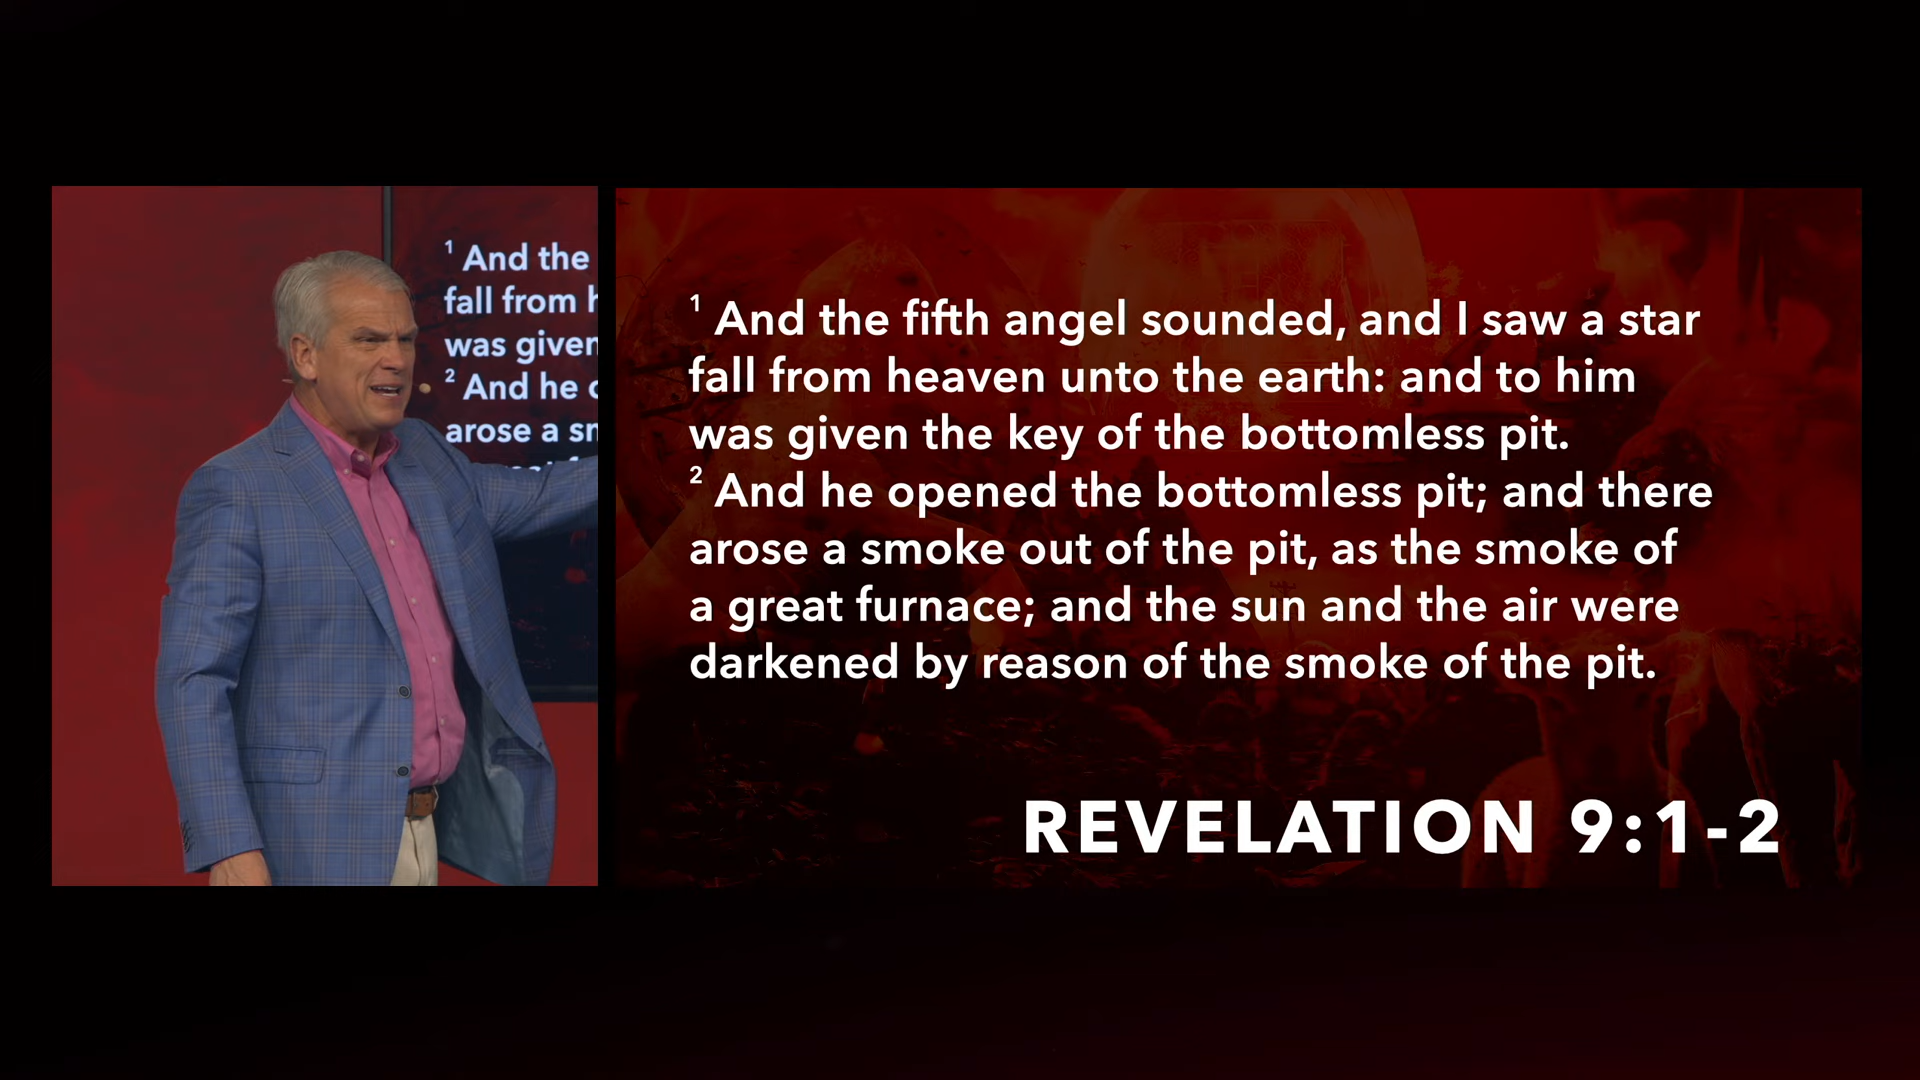 1 And the
fall from
was given
2 And he
arose a
1 And the fifth angel sounded, and I saw a star
fall from heaven unto the earth: and to him
was given the key of the bottomless pit.
2 And he opened the bottomless pit; and there
arose a smoke out of the pit, as the smoke of
a great furnace; and the sun and the air were
darkened by reason of the smoke of the pit.
REVELATION 9:1-2